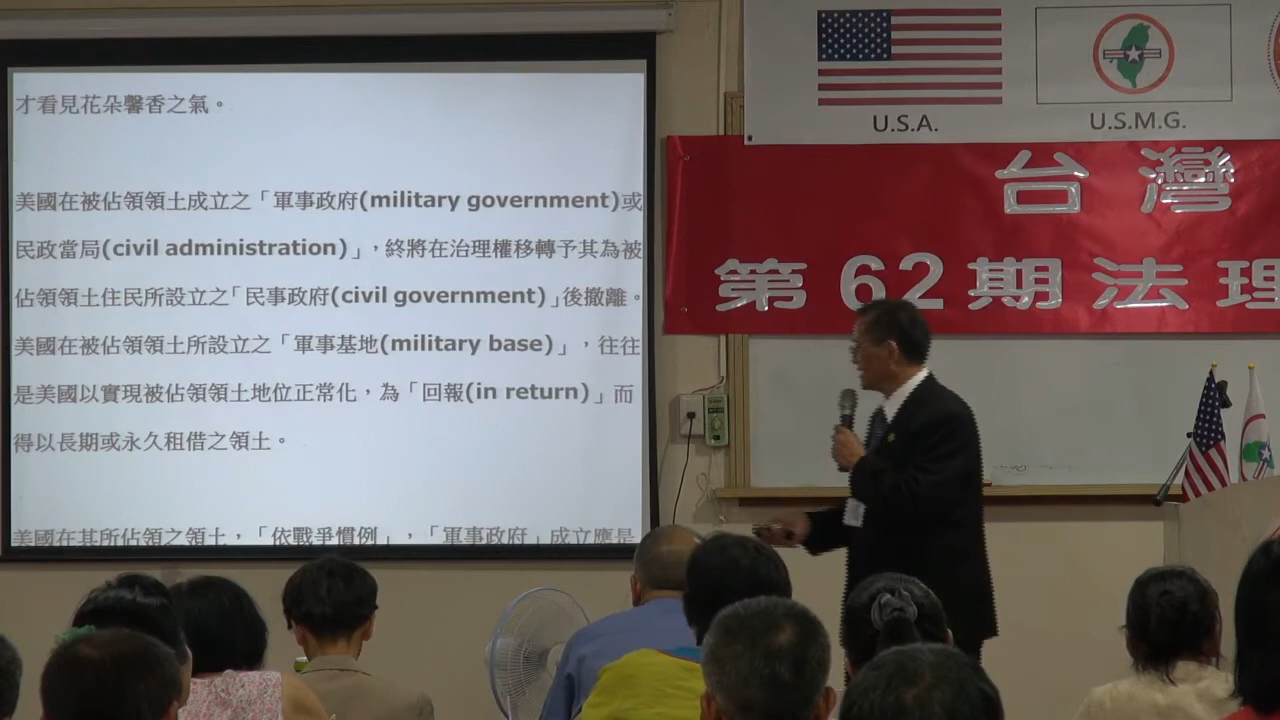 才看見花朵馨香之氣。
美國在被佔領領土成立之「軍事政府(military government)或
民政當局(civil administration)」，終將在治理權移轉予其為被
佔領領土住民所設立之「民事政府(civil government)」後撤離。
美國在被佔領領土所設立之「軍事基地(military base)」，往往
是美國以實現被佔領領土地位正常化，為「回報(in return)」而
得以長期或永久租借之領土。
美國在其所佔領之領土，「依戰爭慣例」，「軍事政府」成立應是
U.S.A.
U.S.M.G.
台灣
第62期法理